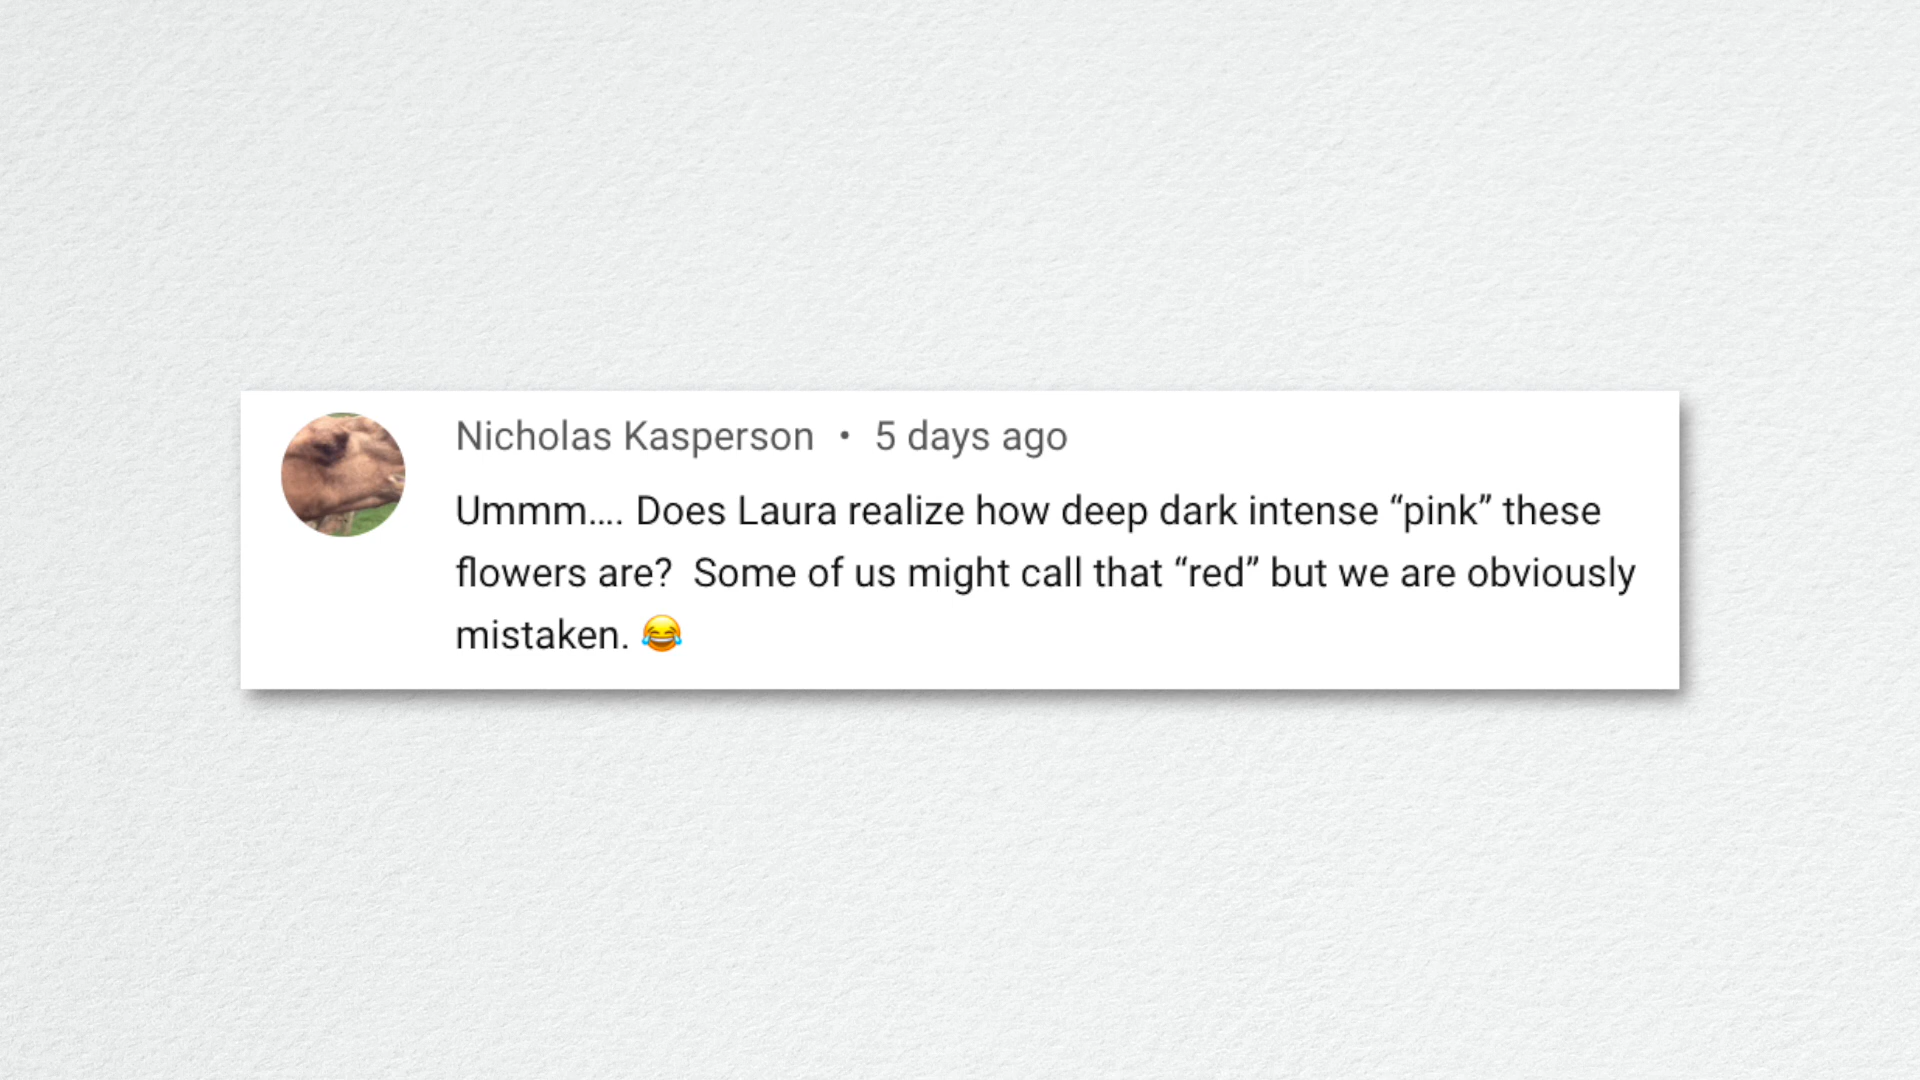 Nicholas Kasperson • 5 days ago
Ummm.... Does Laura realize how deep dark intense “pink” these
flowers are?  Some of us might call that “red” but we are obviously
mistaken. 😂